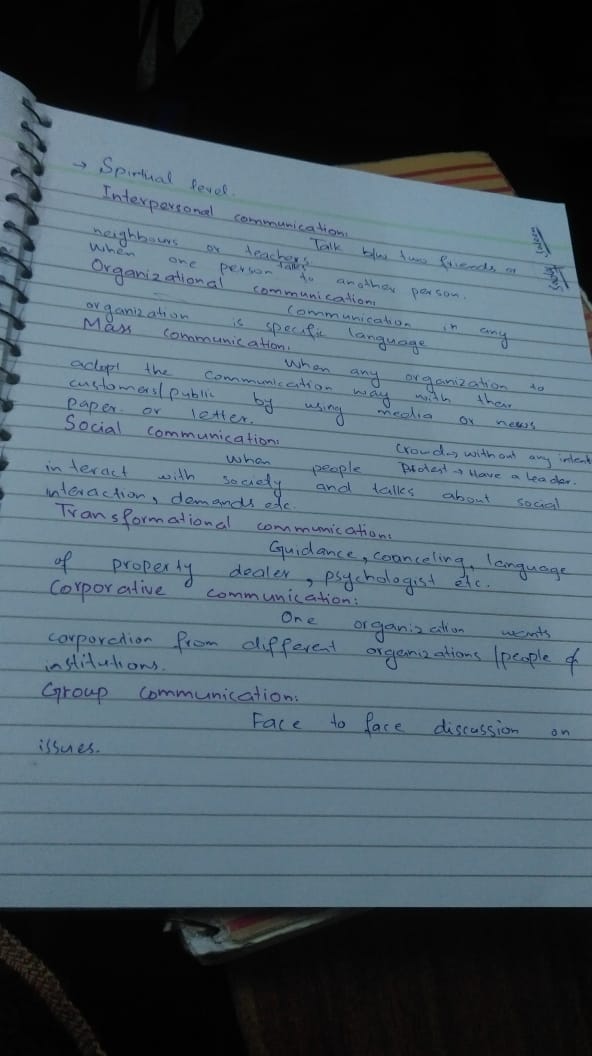 → Spirtual level.
Interpersonal communication:
Talk b/w two friends or
neighbours or teachers.
When one person talks to another person.
Organizational communication:
Communication in any
organization is specific language
Mass communication:
When any organization to
adept the communication way with their
customers/public by using media or news
paper or letter.
Social communication:
Crowd → without any intent
Protest → Have a leader.
When people
interact with society and talks about social
interaction, demands etc.
Transformational communication:
Guidance, counceling, language
of property dealer, psychologist etc.
Corporative communication:
One organization wants
corporation from different organizations /people &
institutions.
Group communication:
Face to face discussion on
issues.